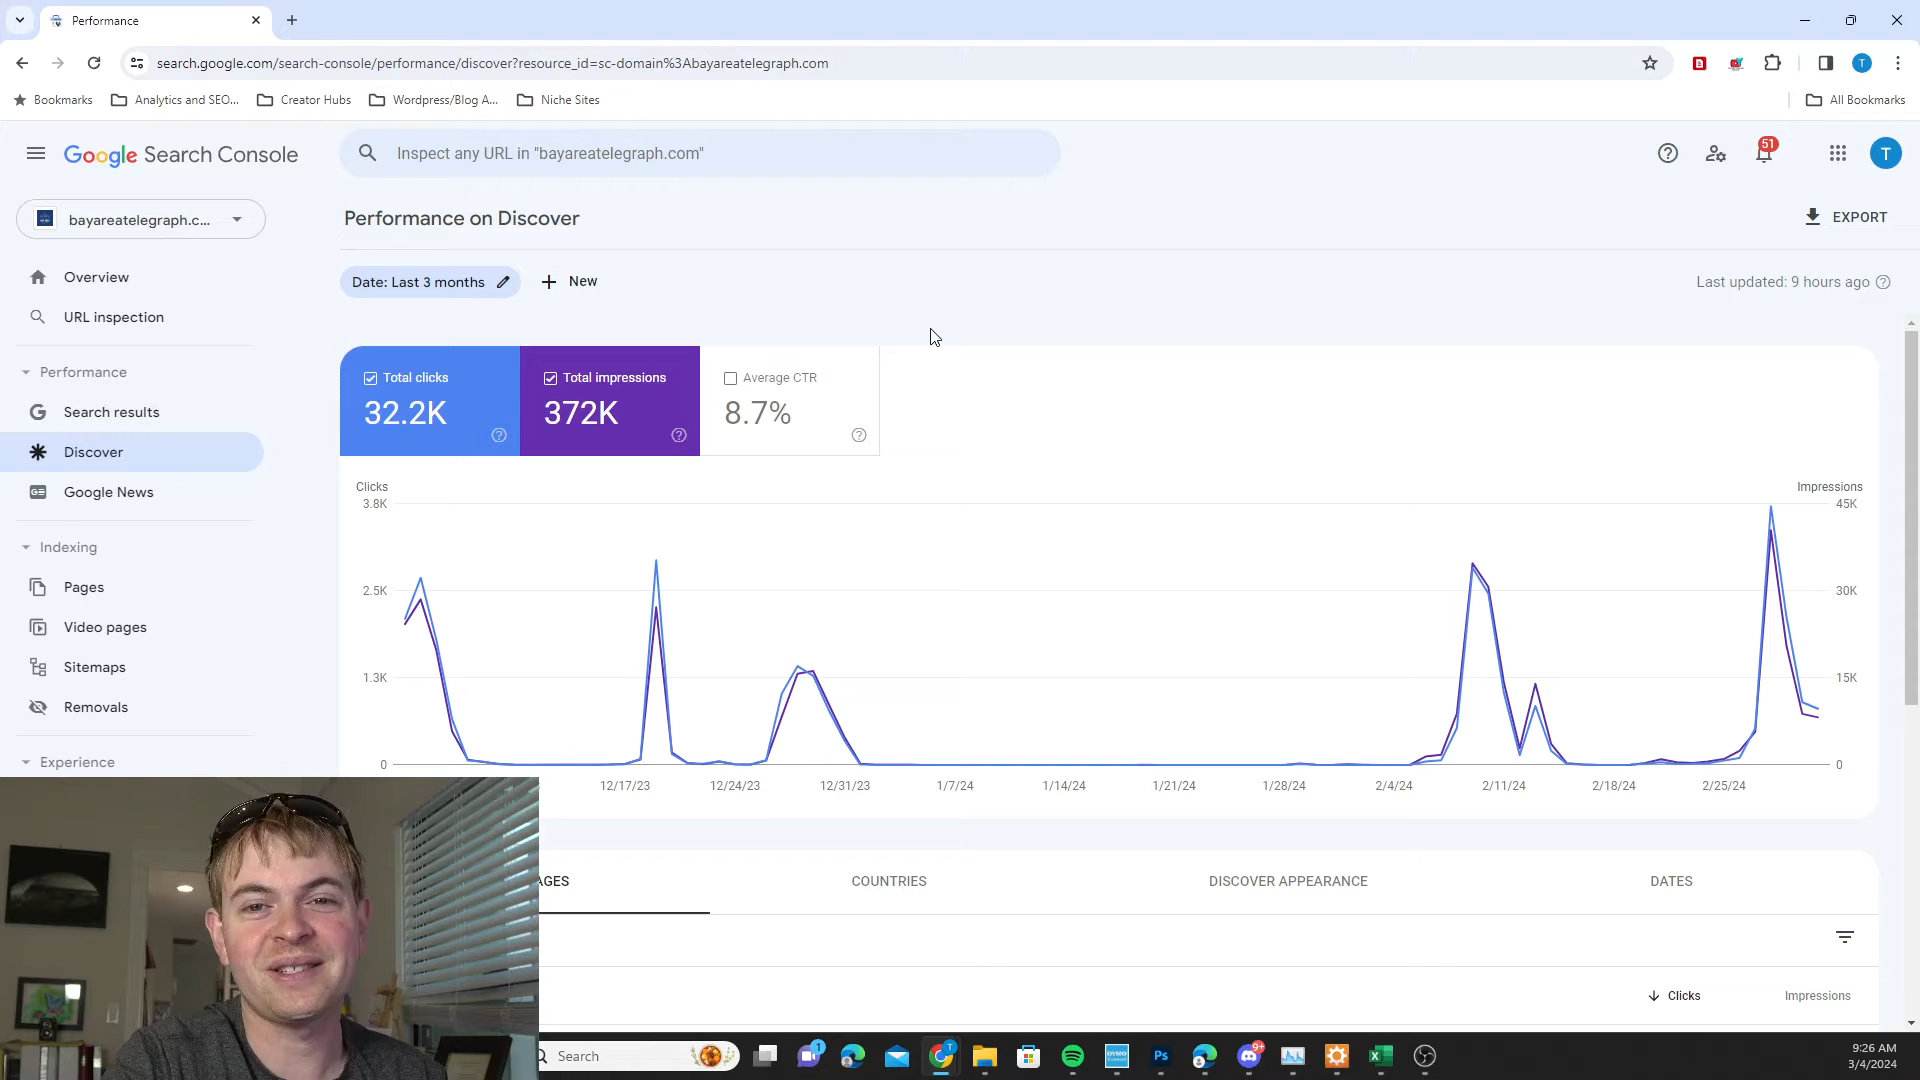 Performance
search.google.com/search-console/performance/discover?resource_id=sc-domain%3Abayareatelegraph.com
T
Bookmarks
Analytics and SEO...
Creator Hubs
Wordpress/Blog A...
Niche Sites
All Bookmarks
Google Search Console
Inspect any URL in "bayareatelegraph.com"
51
T
bayareatelegraph.c...
Performance on Discover
EXPORT
Overview
Date: Last 3 months
New
Last updated: 9 hours ago
URL inspection
Performance
Total clicks
Total impressions
Average CTR
Search results
32.2K
372K
8.7%
Discover
Google News
Clicks
Impressions
3.8K
45K
Indexing
Pages
2.5K
30K
Video pages
Sitemaps
1.3K
15K
Removals
Experience
0
0
12/17/23
12/24/23
12/31/23
1/7/24
1/14/24
1/21/24
1/28/24
2/4/24
2/11/24
2/18/24
2/25/24
AGES
COUNTRIES
DISCOVER APPEARANCE
DATES
Clicks
Impressions
Search
1
T
DYMO
Ps
9+
9:26 AM
3/4/2024